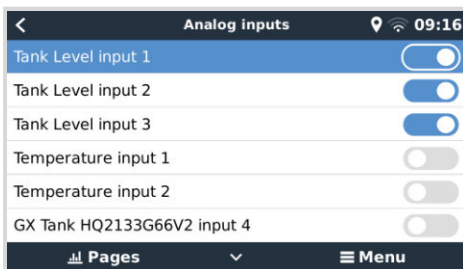 Analog inputs 09:16
Tank Level input 1
Tank Level input 2
Tank Level input 3
Temperature input 1
Temperature input 2
GX Tank HQ2133G66V2 input 4
Pages Menu